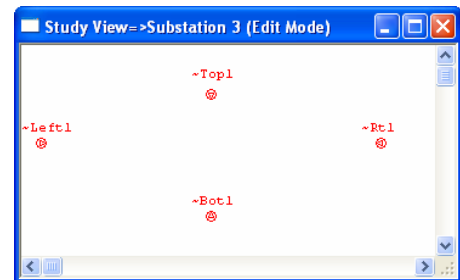 Study View=>Substation 3 (Edit Mode)
~Top1
~Left1
~Rt1
~Bot1